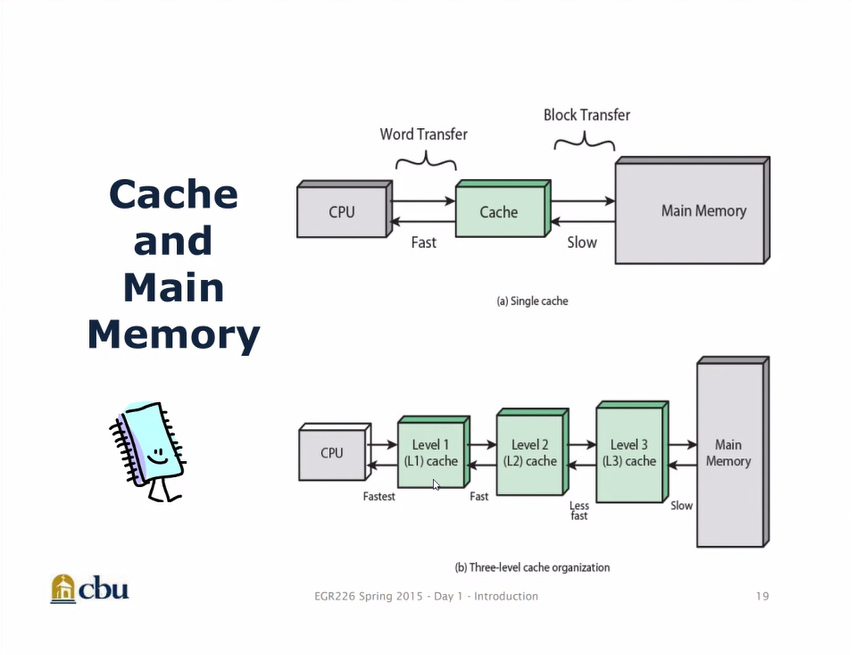 Cache
and
Main
Memory
Block Transfer
Word Transfer
CPU
Cache
Main Memory
Fast
Slow
(a) Single cache
CPU
Level 1
(L1) cache
Level 2
(L2) cache
Level 3
(L3) cache
Main
Memory
Fastest
Fast
Less
fast
Slow
(b) Three-level cache organization
cbu
EGR226 Spring 2015 - Day 1 - Introduction
19